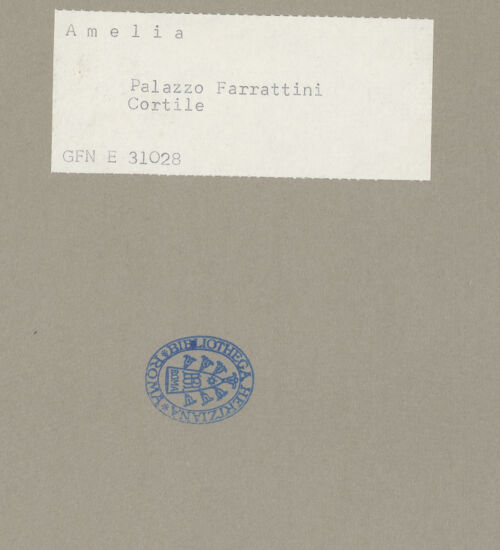 A m e l i a
Palazzo Farrattini
Cortile
GFN E 31028
BIBLIOTHECA HERTZIANA
ROMA